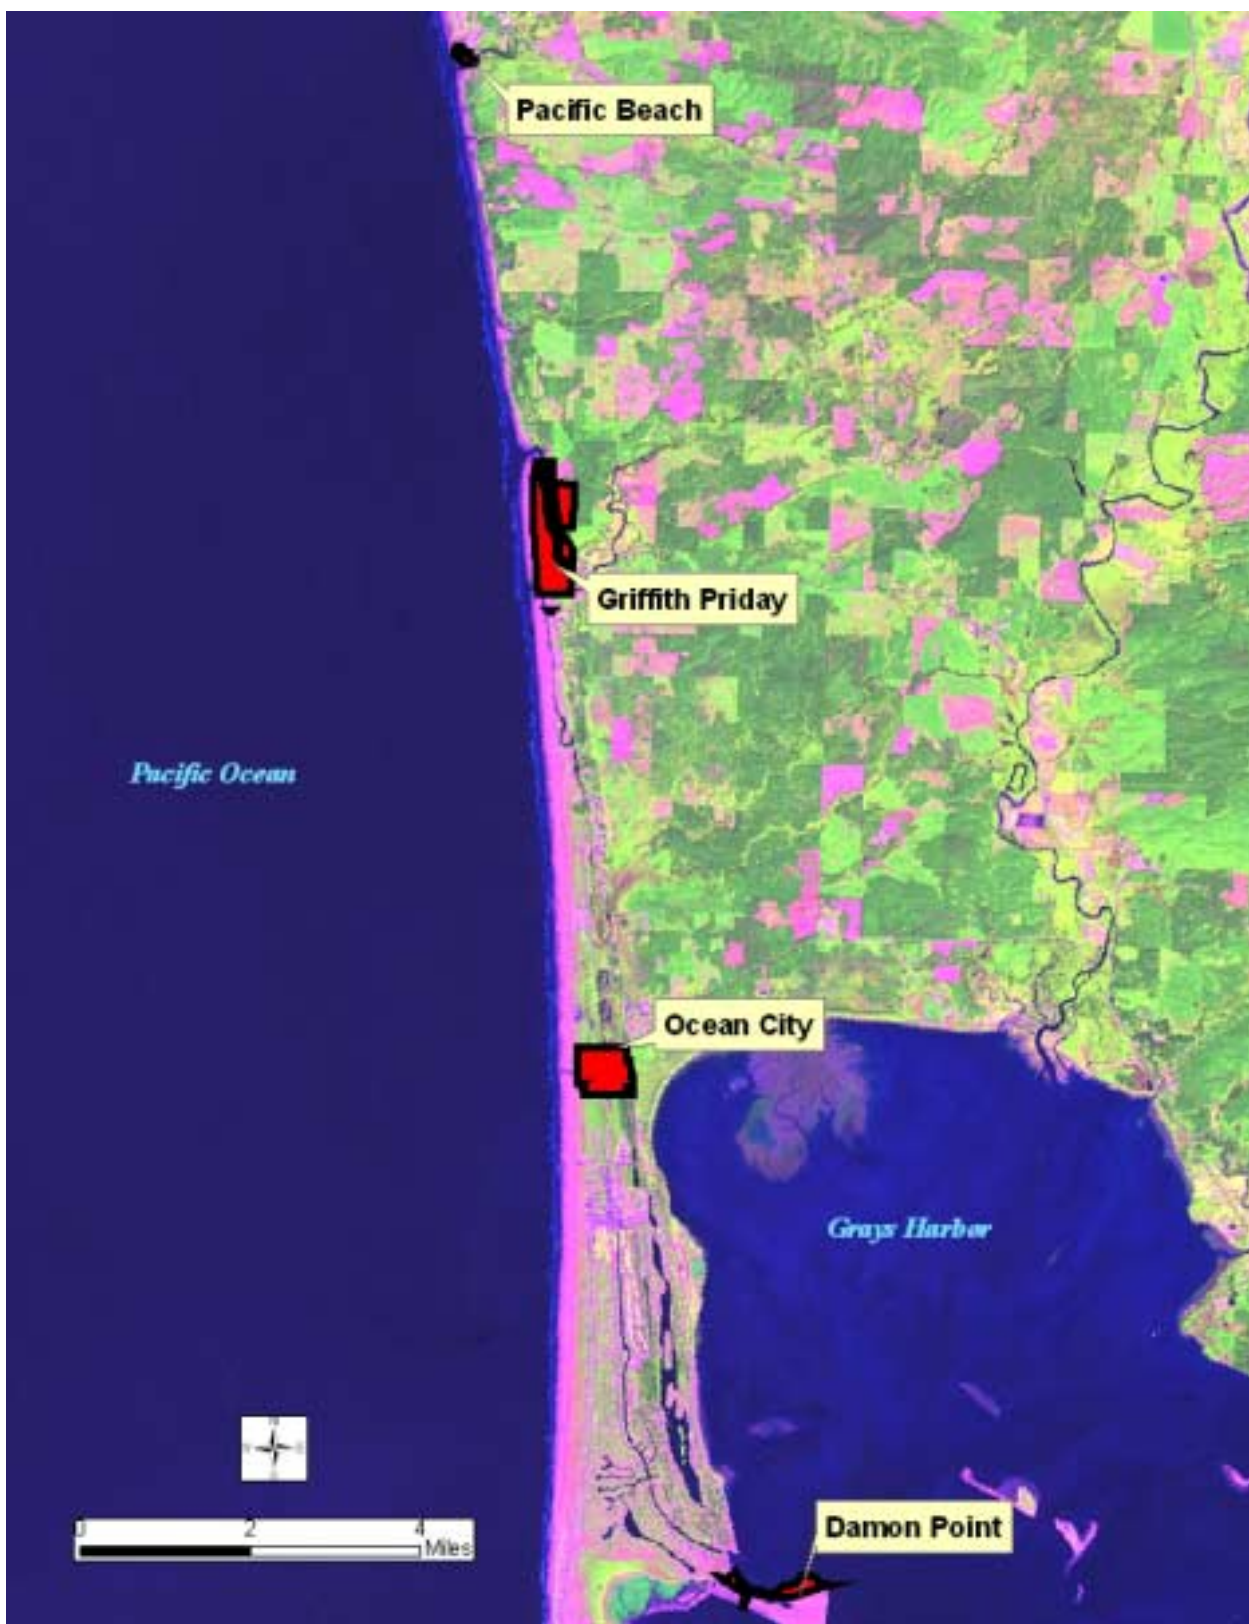 Pacific Beach
Griffith Priday
Pacific Ocean
Ocean City
Grays Harbor
0 2 4
Miles
Damon Point